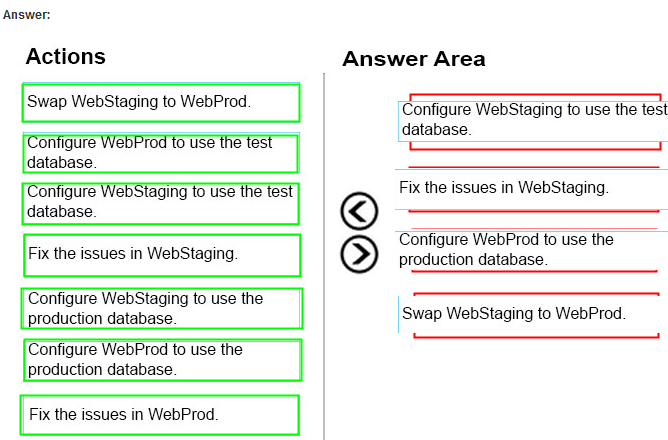 Answer:
Actions
Swap WebStaging to WebProd.
Configure WebProd to use the test
database.
Configure WebStaging to use the test
database.
Fix the issues in WebStaging.
Configure WebStaging to use the
production database.
Configure WebProd to use the
production database.
Fix the issues in WebProd.
Answer Area
Configure WebStaging to use the test
database.
Fix the issues in WebStaging.
Configure WebProd to use the
production database.
Swap WebStaging to WebProd.